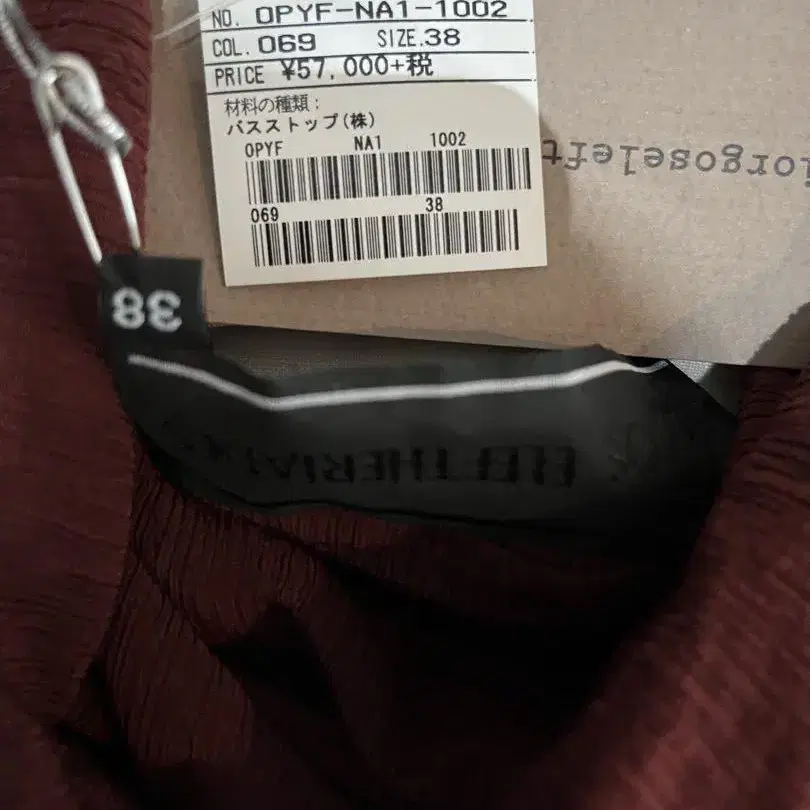 NO. OPYF-NA1-1002
COL. 069 SIZE.38
PRICE ¥57,000+税
材料の種類：
バスストップ(株)
OPYF NA1 1002
069 38
iorgoseleft
38